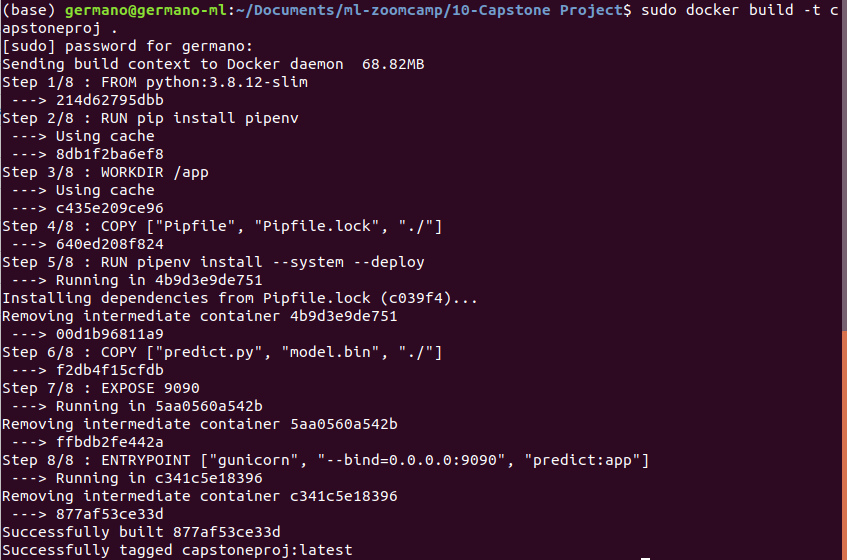 (base) germano@germano-ml:~/Documents/ml-zoomcamp/10-Capstone Project$ sudo docker build -t c
apstoneproj .
[sudo] password for germano:
Sending build context to Docker daemon  68.82MB
Step 1/8 : FROM python:3.8.12-slim
 ---> 214d62795dbb
Step 2/8 : RUN pip install pipenv
 ---> Using cache
 ---> 8db1f2ba6ef8
Step 3/8 : WORKDIR /app
 ---> Using cache
 ---> c435e209ce96
Step 4/8 : COPY ["Pipfile", "Pipfile.lock", "./"]
 ---> 640ed208f824
Step 5/8 : RUN pipenv install --system --deploy
 ---> Running in 4b9d3e9de751
Installing dependencies from Pipfile.lock (c039f4)...
Removing intermediate container 4b9d3e9de751
 ---> 00d1b96811a9
Step 6/8 : COPY ["predict.py", "model.bin", "./"]
 ---> f2db4f15cfdb
Step 7/8 : EXPOSE 9090
 ---> Running in 5aa0560a542b
Removing intermediate container 5aa0560a542b
 ---> ffbdb2fe442a
Step 8/8 : ENTRYPOINT ["gunicorn", "--bind=0.0.0.0:9090", "predict:app"]
 ---> Running in c341c5e18396
Removing intermediate container c341c5e18396
 ---> 877af53ce33d
Successfully built 877af53ce33d
Successfully tagged capstoneproj:latest